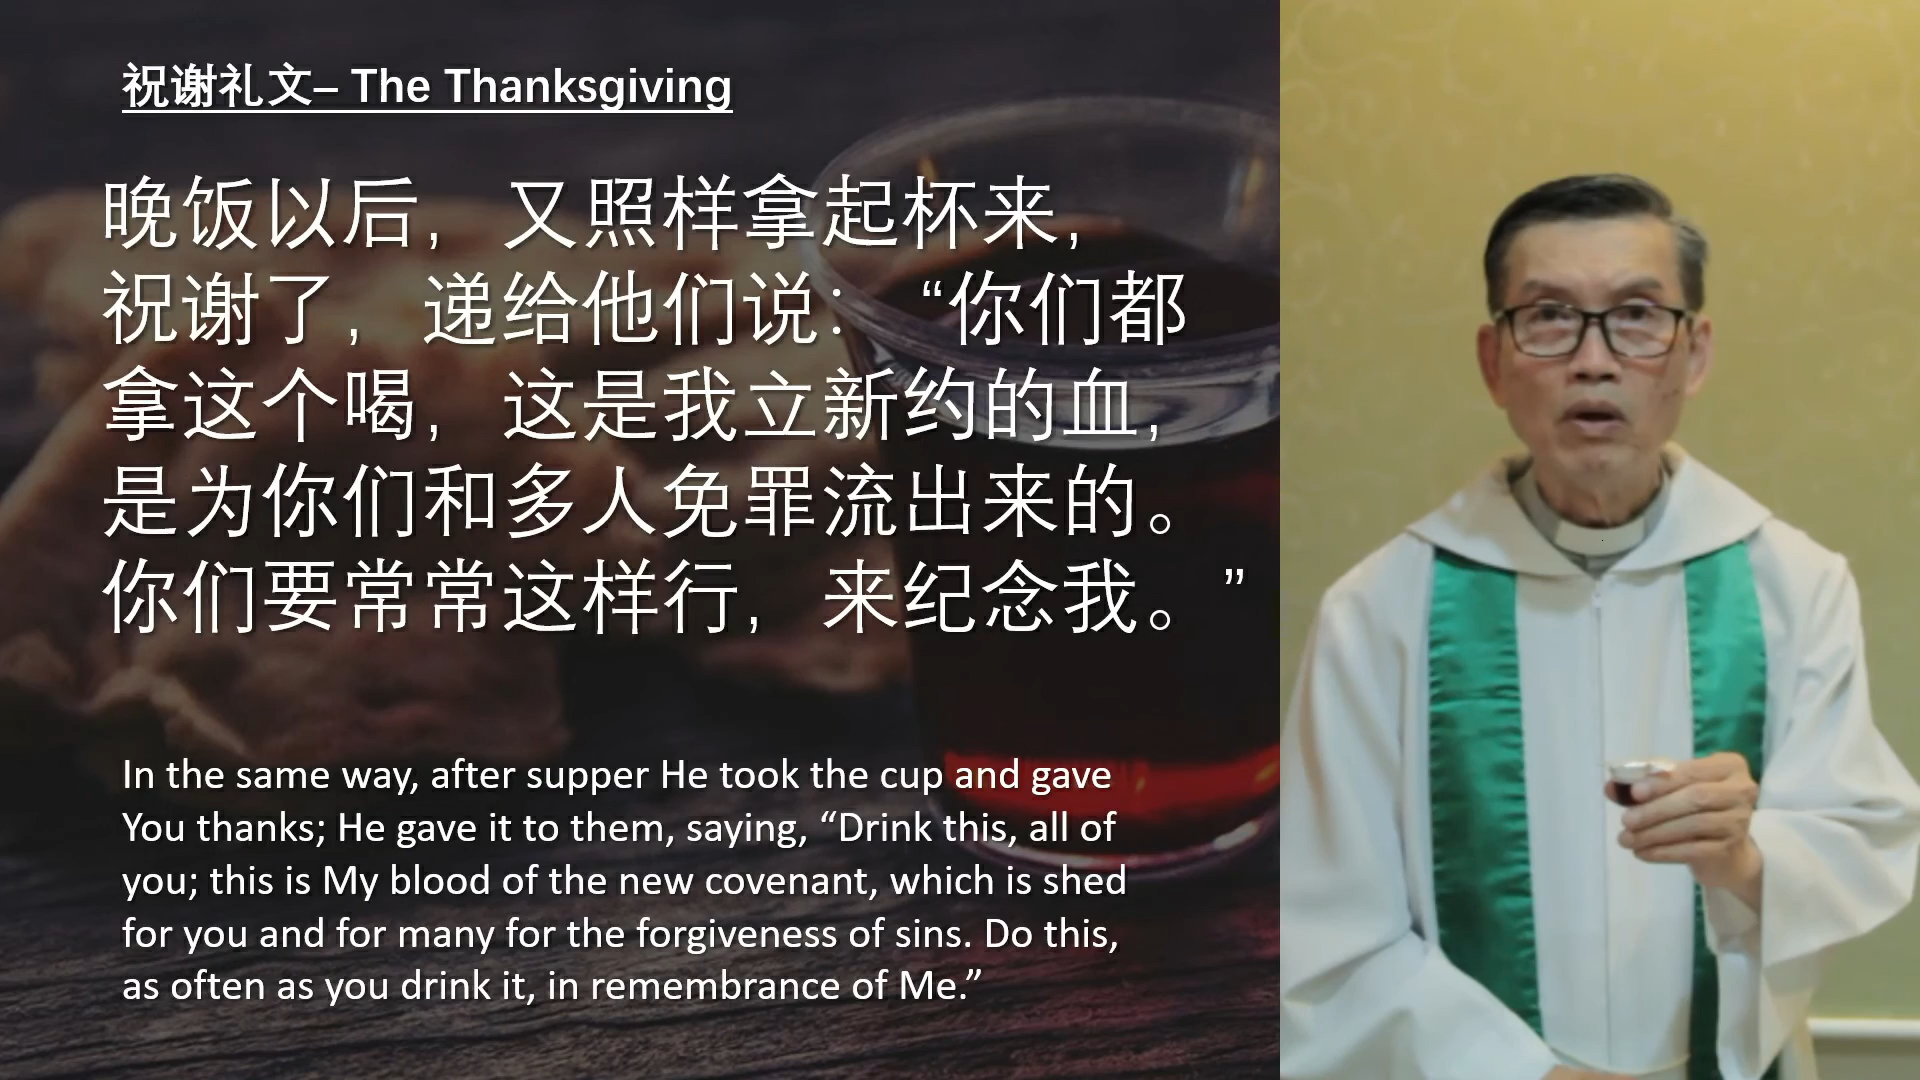 祝谢礼文– The Thanksgiving
晚饭以后，又照样拿起杯来，
祝谢了，递给他们说：“你们都
拿这个喝，这是我立新约的血，
是为你们和多人免罪流出来的。
你们要常常这样行，来纪念我。”
In the same way, after supper He took the cup and gave
You thanks; He gave it to them, saying, “Drink this, all of
you; this is My blood of the new covenant, which is shed
for you and for many for the forgiveness of sins. Do this,
as often as you drink it, in remembrance of Me.”